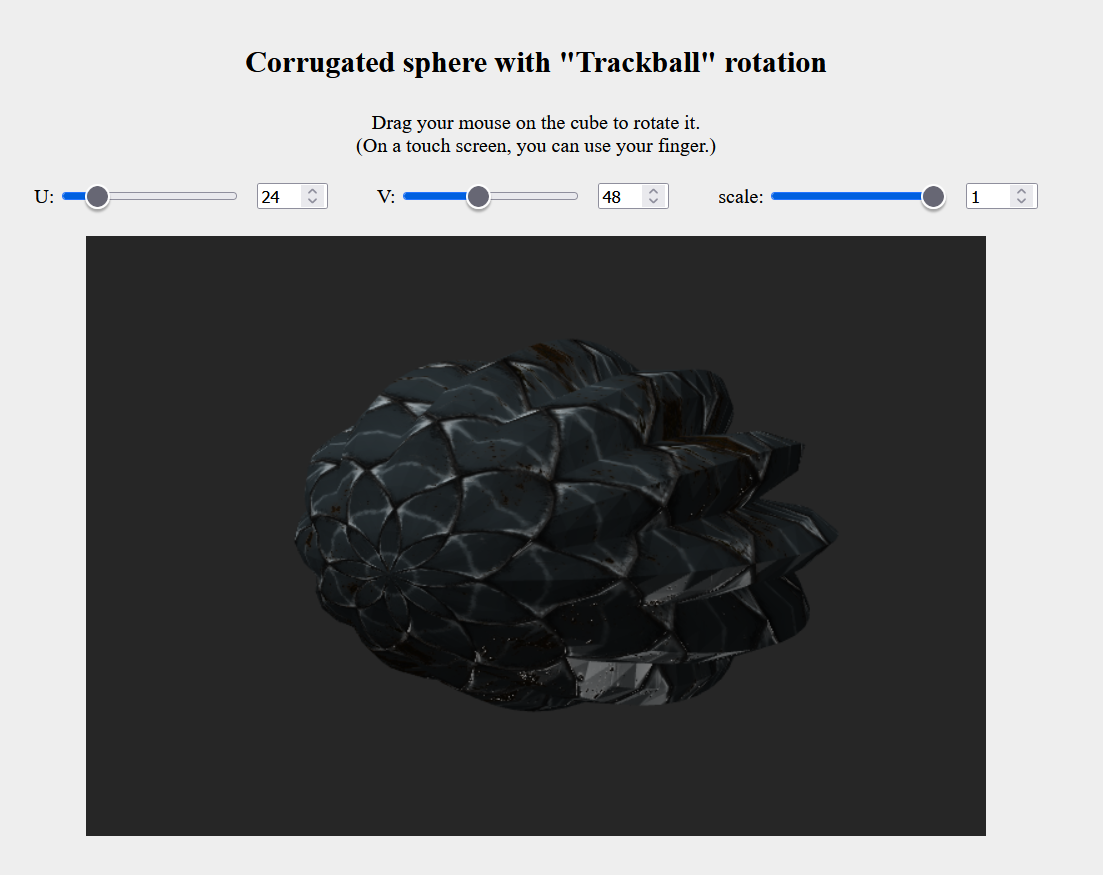 Corrugated sphere with "Trackball" rotation
Drag your mouse on the cube to rotate it.
(On a touch screen, you can use your finger.)
U: 24 V: 48 scale: 1